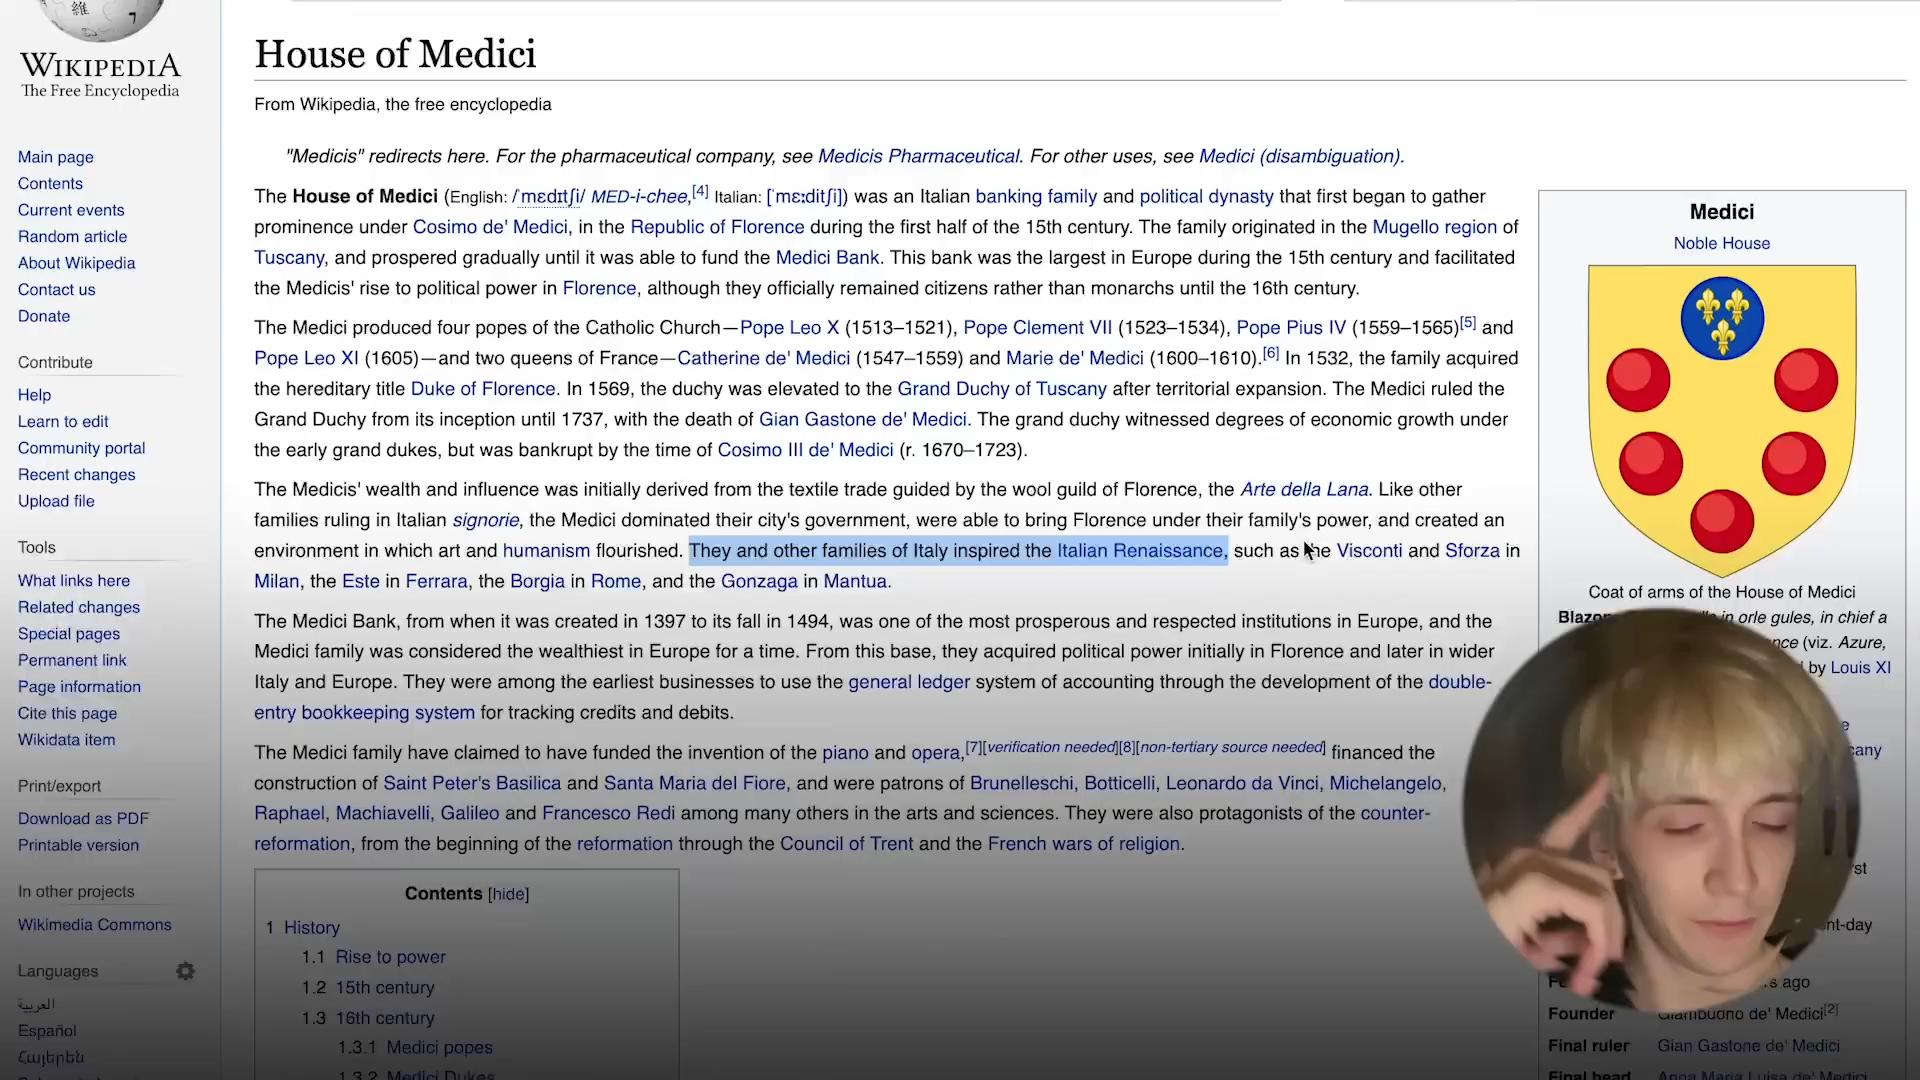 維
WIKIPEDIA
The Free Encyclopedia
Main page
Contents
Current events
Random article
About Wikipedia
Contact us
Donate
Contribute
Help
Learn to edit
Community portal
Recent changes
Upload file
Tools
What links here
Related changes
Special pages
Permanent link
Page information
Cite this page
Wikidata item
Print/export
Download as PDF
Printable version
In other projects
Wikimedia Commons
Languages
العربية
Español
Հայերեն
House of Medici
From Wikipedia, the free encyclopedia
"Medicis" redirects here. For the pharmaceutical company, see Medicis Pharmaceutical. For other uses, see Medici (disambiguation).
The House of Medici (English: /ˈmɛdɪtʃi/ MED-i-chee,[4] Italian: [ˈmɛːditʃi]) was an Italian banking family and political dynasty that first began to gather
prominence under Cosimo de' Medici, in the Republic of Florence during the first half of the 15th century. The family originated in the Mugello region of
Tuscany, and prospered gradually until it was able to fund the Medici Bank. This bank was the largest in Europe during the 15th century and facilitated
the Medicis' rise to political power in Florence, although they officially remained citizens rather than monarchs until the 16th century.
The Medici produced four popes of the Catholic Church—Pope Leo X (1513–1521), Pope Clement VII (1523–1534), Pope Pius IV (1559–1565)[5] and
Pope Leo XI (1605)—and two queens of France—Catherine de' Medici (1547–1559) and Marie de' Medici (1600–1610).[6] In 1532, the family acquired
the hereditary title Duke of Florence. In 1569, the duchy was elevated to the Grand Duchy of Tuscany after territorial expansion. The Medici ruled the
Grand Duchy from its inception until 1737, with the death of Gian Gastone de' Medici. The grand duchy witnessed degrees of economic growth under
the early grand dukes, but was bankrupt by the time of Cosimo III de' Medici (r. 1670–1723).
The Medicis' wealth and influence was initially derived from the textile trade guided by the wool guild of Florence, the Arte della Lana. Like other
families ruling in Italian signorie, the Medici dominated their city's government, were able to bring Florence under their family's power, and created an
environment in which art and humanism flourished. They and other families of Italy inspired the Italian Renaissance, such as the Visconti and Sforza in
Milan, the Este in Ferrara, the Borgia in Rome, and the Gonzaga in Mantua.
The Medici Bank, from when it was created in 1397 to its fall in 1494, was one of the most prosperous and respected institutions in Europe, and the
Medici family was considered the wealthiest in Europe for a time. From this base, they acquired political power initially in Florence and later in wider
Italy and Europe. They were among the earliest businesses to use the general ledger system of accounting through the development of the double-
entry bookkeeping system for tracking credits and debits.
The Medici family have claimed to have funded the invention of the piano and opera,[7][verification needed][8][non-tertiary source needed] financed the
construction of Saint Peter's Basilica and Santa Maria del Fiore, and were patrons of Brunelleschi, Botticelli, Leonardo da Vinci, Michelangelo,
Raphael, Machiavelli, Galileo and Francesco Redi among many others in the arts and sciences. They were also protagonists of the counter-
reformation, from the beginning of the reformation through the Council of Trent and the French wars of religion.
Contents [hide]
1 History
1.1 Rise to power
1.2 15th century
1.3 16th century
1.3.1 Medici popes
1.3.2 Medici Dukes
Medici
Noble House
Coat of arms of the House of Medici
in orle gules, in chief a
(viz. Azure,
by Louis XI
ago
Founder Giambuono de' Medici[2]
Final ruler Gian Gastone de' Medici
Final head Anna Maria Luisa de' Medici